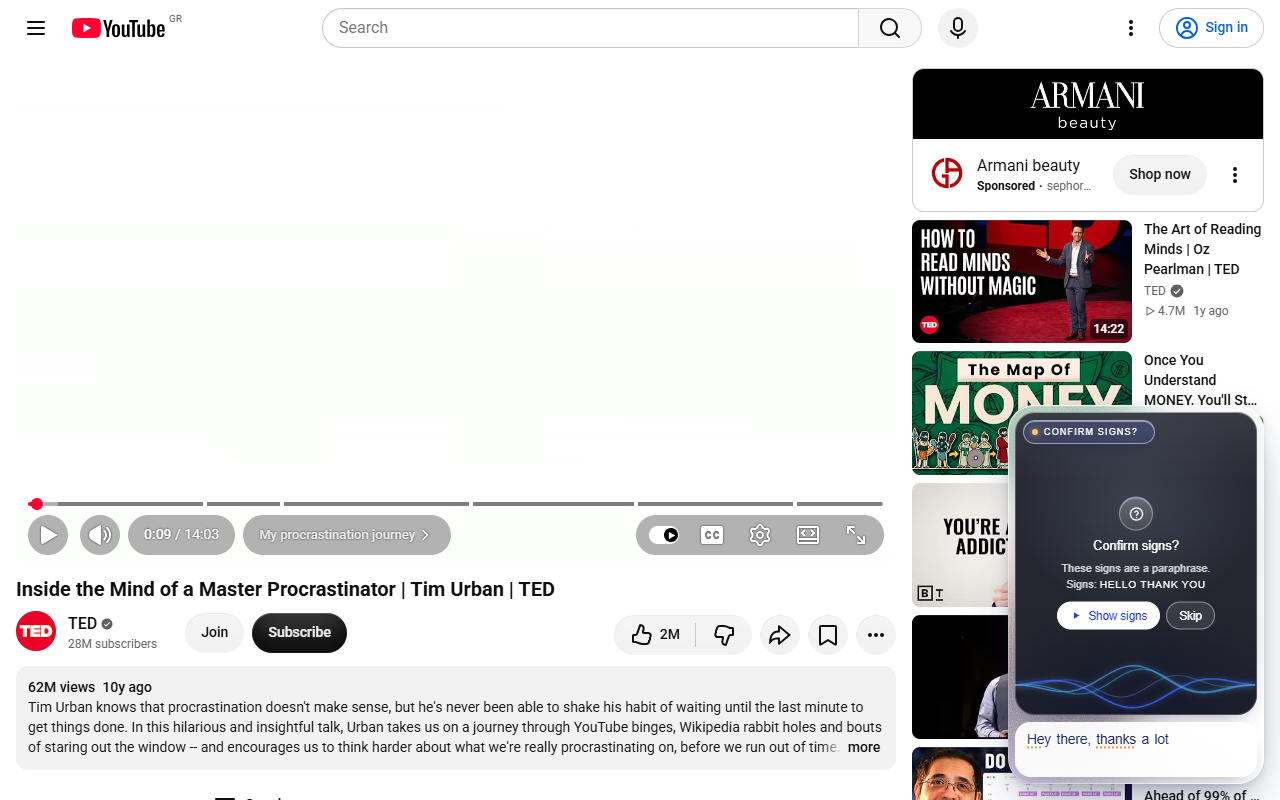 YouTube GR
Search
Sign in
ARMANI
beauty
Armani beauty
Sponsored · sephor...
Shop now
HOW TO
READ MINDS
WITHOUT MAGIC
TED
14:22
The Art of Reading
Minds | Oz
Pearlman | TED
TED
4.7M 1y ago
The Map Of
MONEY
Once You
Understand
MONEY. You'll St...
0:09 / 14:03
My procrastination journey
CC
Inside the Mind of a Master Procrastinator | Tim Urban | TED
TED
TED
28M subscribers
Join
Subscribe
2M
62M views 10y ago
Tim Urban knows that procrastination doesn't make sense, but he's never been able to shake his habit of waiting until the last minute to
get things done. In this hilarious and insightful talk, Urban takes us on a journey through YouTube binges, Wikipedia rabbit holes and bouts
of staring out the window -- and encourages us to think harder about what we're really procrastinating on, before we run out of time. more
YOU'RE
B T
DO
Ahead of 99% of ...
CONFIRM SIGNS?
Confirm signs?
These signs are a paraphrase.
Signs: HELLO THANK YOU
Show signs
Skip
Hey there, thanks a lot